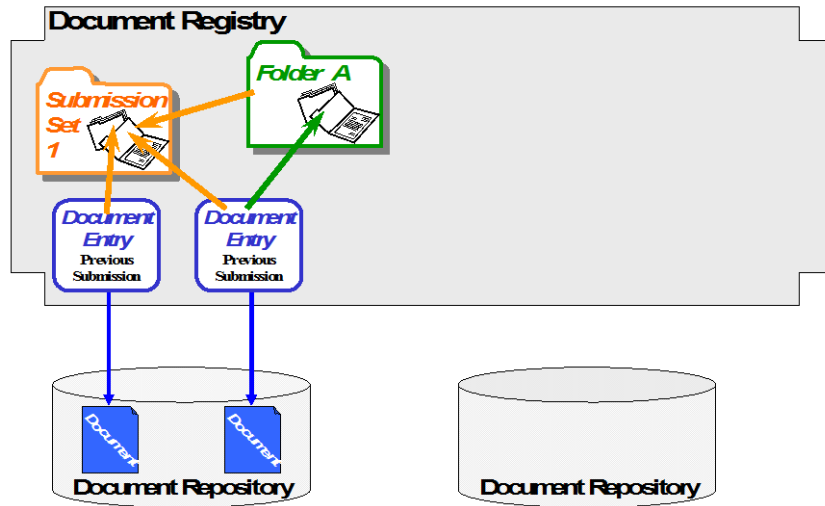 Document Registry
Folder A
Submission
Set
1
Document
Entry
Previous
Submission
Document
Entry
Previous
Submission
Document
Document
Document Repository
Document Repository